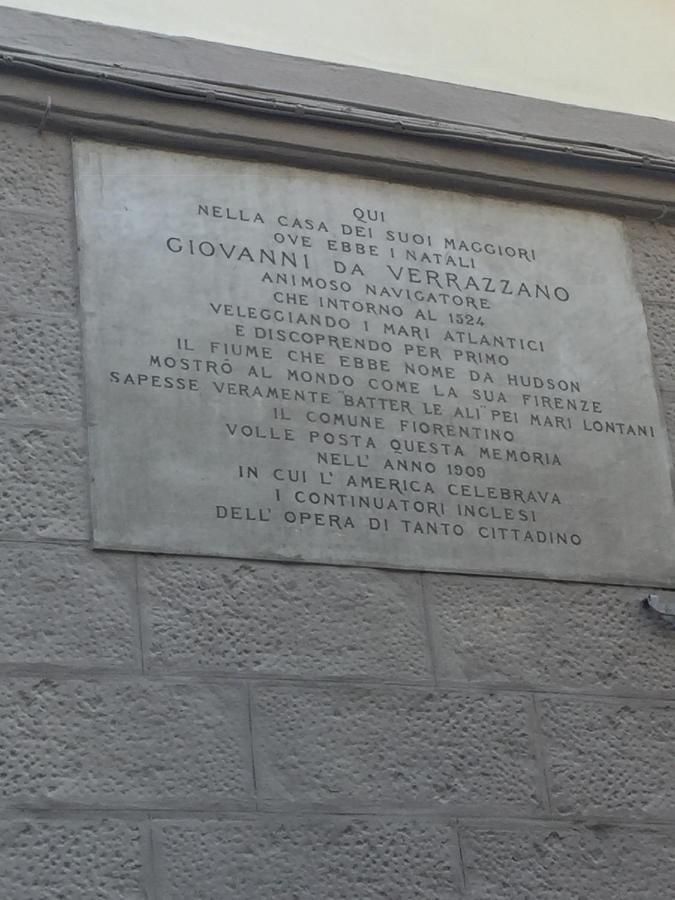 QUI
NELLA CASA DEI SUOI MAGGIORI
OVE EBBE I NATALI
GIOVANNI DA VERRAZZANO
ANIMOSO NAVIGATORE
CHE INTORNO AL 1524
VELEGGIANDO I MARI ATLANTICI
E DISCOPRENDO PER PRIMO
IL FIUME CHE EBBE NOME DA HUDSON
MOSTRÒ AL MONDO COME LA SUA FIRENZE
SAPESSE VERAMENTE "BATTER LE ALI" PEI MARI LONTANI
IL COMUNE FIORENTINO
VOLLE POSTA QUESTA MEMORIA
NELL' ANNO 1909
IN CUI L' AMERICA CELEBRAVA
I CONTINUATORI INGLESI
DELL' OPERA DI TANTO CITTADINO